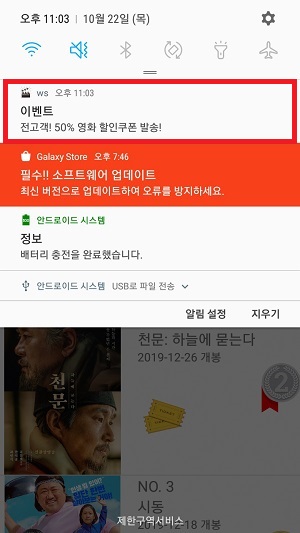 오후 11:03 | 10월 22일 (목)
ws 오후 11:03
이벤트
전고객! 50% 영화 할인쿠폰 발송!
Galaxy Store 오후 7:46
필수!! 소프트웨어 업데이트
최신 버전으로 업데이트하여 오류를 방지하세요.
안드로이드 시스템
정보
배터리 충전을 완료했습니다.
안드로이드 시스템 USB로 파일 전송
알림 설정 지우기
천문: 하늘에 묻는다
2019-12-26 개봉
천문
2
NO. 3
시동
2019-12-18 개봉
제한구역서비스